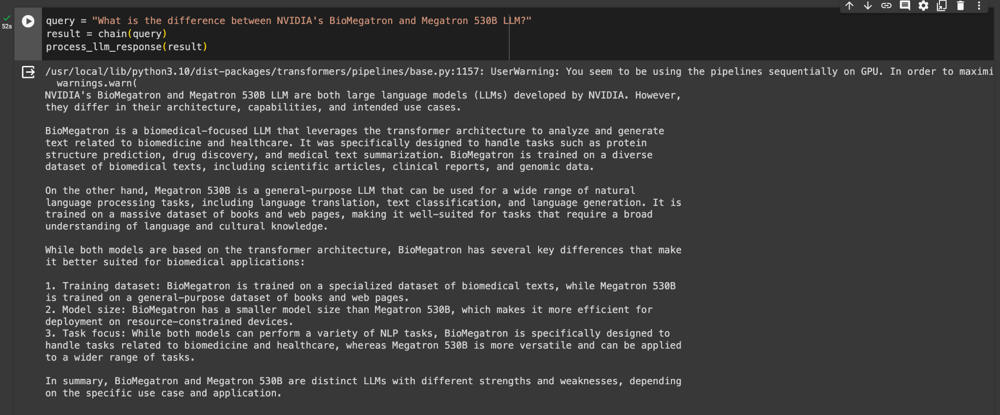 52s
query = "What is the difference between NVIDIA's BioMegatron and Megatron 530B LLM?"
result = chain(query)
process_llm_response(result)
/usr/local/lib/python3.10/dist-packages/transformers/pipelines/base.py:1157: UserWarning: You seem to be using the pipelines sequentially on GPU. In order to maximi
warnings.warn(
NVIDIA's BioMegatron and Megatron 530B LLM are both large language models (LLMs) developed by NVIDIA. However,
they differ in their architecture, capabilities, and intended use cases.
BioMegatron is a biomedical-focused LLM that leverages the transformer architecture to analyze and generate
text related to biomedicine and healthcare. It was specifically designed to handle tasks such as protein
structure prediction, drug discovery, and medical text summarization. BioMegatron is trained on a diverse
dataset of biomedical texts, including scientific articles, clinical reports, and genomic data.
On the other hand, Megatron 530B is a general-purpose LLM that can be used for a wide range of natural
language processing tasks, including language translation, text classification, and language generation. It is
trained on a massive dataset of books and web pages, making it well-suited for tasks that require a broad
understanding of language and cultural knowledge.
While both models are based on the transformer architecture, BioMegatron has several key differences that make
it better suited for biomedical applications:
1. Training dataset: BioMegatron is trained on a specialized dataset of biomedical texts, while Megatron 530B
is trained on a general-purpose dataset of books and web pages.
2. Model size: BioMegatron has a smaller model size than Megatron 530B, which makes it more efficient for
deployment on resource-constrained devices.
3. Task focus: While both models can perform a variety of NLP tasks, BioMegatron is specifically designed to
handle tasks related to biomedicine and healthcare, whereas Megatron 530B is more versatile and can be applied
to a wider range of tasks.
In summary, BioMegatron and Megatron 530B are distinct LLMs with different strengths and weaknesses, depending
on the specific use case and application.